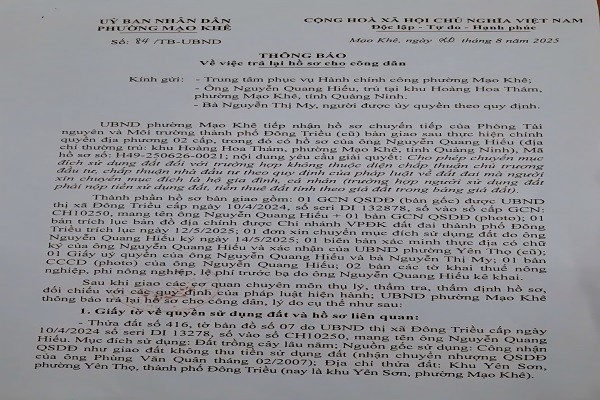 UỶ BAN NHÂN DÂN
PHƯỜNG MẠO KHÊ
CỘNG HOÀ XÃ HỘI CHỦ NGHĨA VIỆT NAM
Độc lập - Tự do - Hạnh phúc
Số: 84 /TB-UBND
Mạo Khê, ngày 20 tháng 8 năm 2025
THÔNG BÁO
Về việc trả lại hồ sơ cho công dân
Kính gửi: - Trung tâm phục vụ Hành chính công phường Mạo Khê;
- Ông Nguyễn Quang Hiếu, trú tại khu Hoàng Hoa Thám,
phường Mạo Khê, tỉnh Quảng Ninh.
- Bà Nguyễn Thị My, người được ủy quyền theo quy định.
UBND phường Mạo Khê tiếp nhận hồ sơ chuyển tiếp của Phòng Tài
nguyên và Môi trường thành phố Đông Triều (cũ) bàn giao sau thực hiện chính
quyền địa phương 02 cấp, trong đó có hồ sơ của ông Nguyễn Quang Hiếu (địa
chỉ thường trú: khu Hoàng Hoa Thám, phường Mạo Khê, tỉnh Quảng Ninh), Mã
hồ sơ số: H49-250626-0021; nội dung yêu cầu giải quyết: Cho phép chuyển mục
đích sử dụng đất đối với trường hợp không thuộc diện chấp thuận chủ trương
đầu tư, chấp thuận nhà đầu tư theo quy định của pháp luật về đất đai mà người
xin chuyển mục đích là hộ gia đình, cá nhân (trường hợp người sử dụng đất
phải nộp tiền sử dụng đất, tiền thuê đất tính theo giá đất trong bảng giá đất).
Thành phần hồ sơ bàn giao gồm: 01 GCN QSDĐ (bản gốc) được UBND
thị xã Đông Triều cấp ngày 10/4/2024, số seri DI 132878, số vào sổ cấp GCN:
CH10250, mang tên ông Nguyễn Quang Hiếu + 01 bản GCN QSDĐ (photo); 01
bản trích lục bản đồ địa chính được Chi nhánh VPĐK đất đai thành phố Đông
Triều trích lục ngày 12/5/2025; 01 đơn xin chuyển mục đích sử dụng đất do ông
Nguyễn Quang Hiếu ký ngày 14/5/2025; 01 biên bản xác minh thực địa có chữ
ký của ông Nguyễn Quang Hiếu và xác nhận của UBND phường Yên Thọ (cũ);
01 Giấy uỷ quyền của ông Nguyễn Quang Hiếu và bà Nguyễn Thị My; 01 bản
CCCD (photo) của ông Nguyễn Quang Hiếu; 02 bản các tờ khai thuế nông
nghiệp, phi nông nghiệp, lệ phí trước bạ do ông Nguyễn Quang Hiếu kê khai.
Sau khi giao các cơ quan chuyên môn thụ lý, thẩm tra, thẩm định hồ sơ,
đối chiếu với các quy định của pháp luật hiện hành; UBND phường Mạo Khê
thông báo trả lại hồ sơ cho công dân, lý do cụ thể như sau:
1. Giấy tờ về quyền sử dụng đất và hồ sơ liên quan:
- Thửa đất số 416, tờ bản đồ số 07 do UBND thị xã Đông Triều cấp ngày
10/4/2024 số seri DI 13278, số vào sổ CH10250, mang tên ông Nguyễn Quang
Hiếu. Mục đích sử dụng: Đất trồng cây lâu năm; Nguồn gốc sử dụng: Công nhận
QSDĐ như giao đất không thu tiền sử dụng đất (nhận chuyển nhượng QSDĐ
của ông Phùng Văn Quân tháng 02/2007); Địa chỉ thửa đất: Khu Yên Sơn,
phường Yên Thọ, thành phố Đông Triều (nay là khu Yên Sơn, phường Mạo Khê).